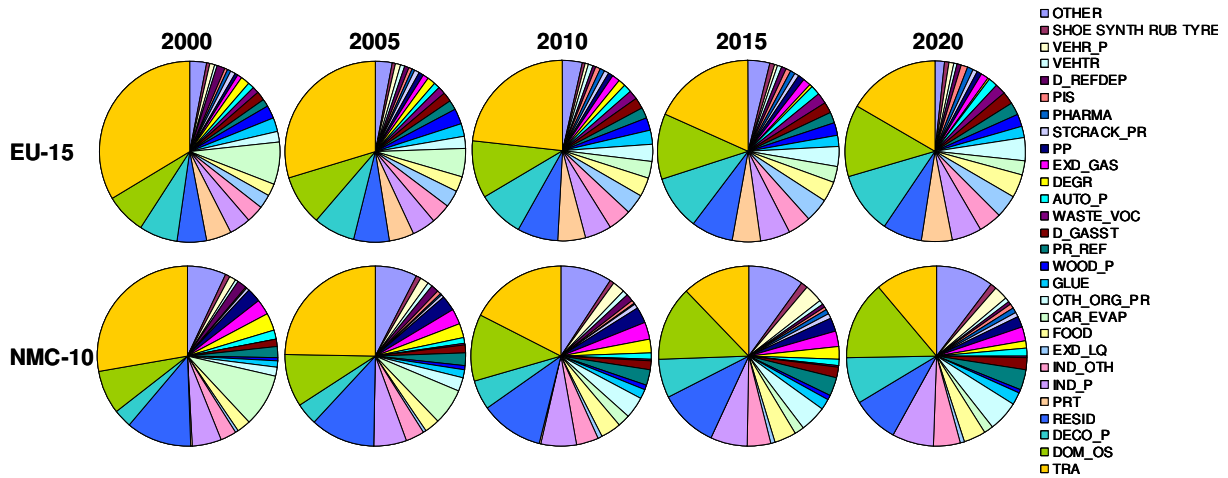 2000 2005 2010 2015 2020
EU-15
NMC-10
OTHER
SHOE SYNTH RUB TYRE
VEHR_P
VEHTR
D_REFDEP
PIS
PHARMA
STCRACK_PR
PP
EXD_GAS
DEGR
AUTO_P
WASTE_VOC
D_GASST
PR_REF
WOOD_P
GLUE
OTH_ORG_PR
CAR_EVAP
FOOD
EXD_LQ
IND_OTH
IND_P
PRT
RESID
DECO_P
DOM_OS
TRA